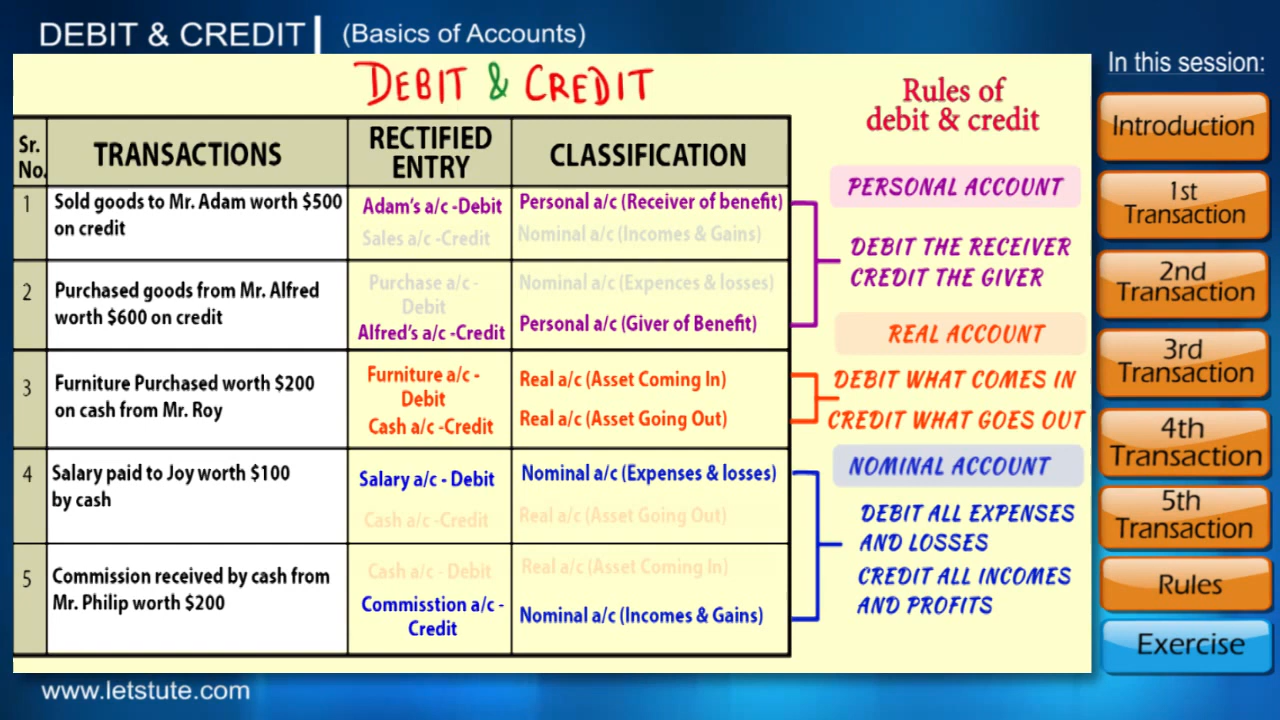 DEBIT & CREDIT | (Basics of Accounts)
DEBIT & CREDIT
Sr. No.
TRANSACTIONS
RECTIFIED
ENTRY
CLASSIFICATION
1
Sold goods to Mr. Adam worth $500
on credit
Adam's a/c -Debit
Sales a/c -Credit
Personal a/c (Receiver of benefit)
Nominal a/c (Incomes & Gains)
2
Purchased goods from Mr. Alfred
worth $600 on credit
Purchase a/c -
Debit
Alfred's a/c -Credit
Nominal a/c (Expences & losses)
Personal a/c (Giver of Benefit)
3
Furniture Purchased worth $200
on cash from Mr. Roy
Furniture a/c -
Debit
Cash a/c -Credit
Real a/c (Asset Coming In)
Real a/c (Asset Going Out)
4
Salary paid to Joy worth $100
by cash
Salary a/c - Debit
Cash a/c -Credit
Nominal a/c (Expenses & losses)
Real a/c (Asset Going Out)
5
Commission received by cash from
Mr. Philip worth $200
Cash a/c - Debit
Commisstion a/c -
Credit
Real a/c (Asset Coming In)
Nominal a/c (Incomes & Gains)
Rules of
debit & credit
PERSONAL ACCOUNT
DEBIT THE RECEIVER
CREDIT THE GIVER
REAL ACCOUNT
DEBIT WHAT COMES IN
CREDIT WHAT GOES OUT
NOMINAL ACCOUNT
DEBIT ALL EXPENSES
AND LOSSES
CREDIT ALL INCOMES
AND PROFITS
In this session:
Introduction
1st
Transaction
2nd
Transaction
3rd
Transaction
4th
Transaction
5th
Transaction
Rules
Exercise
www.letstute.com